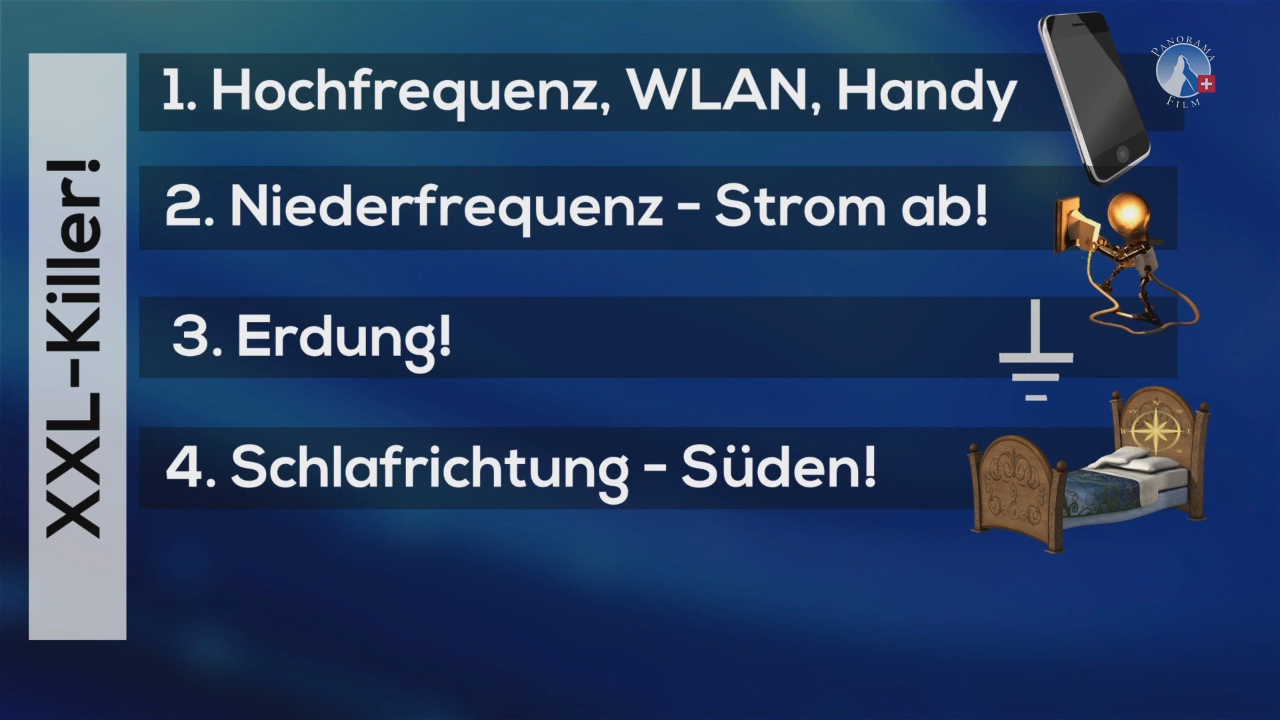 XXL-Killer!
1. Hochfrequenz, WLAN, Handy
2. Niederfrequenz - Strom ab!
3. Erdung!
4. Schlafrichtung - Süden!
PANORAMA
FILM